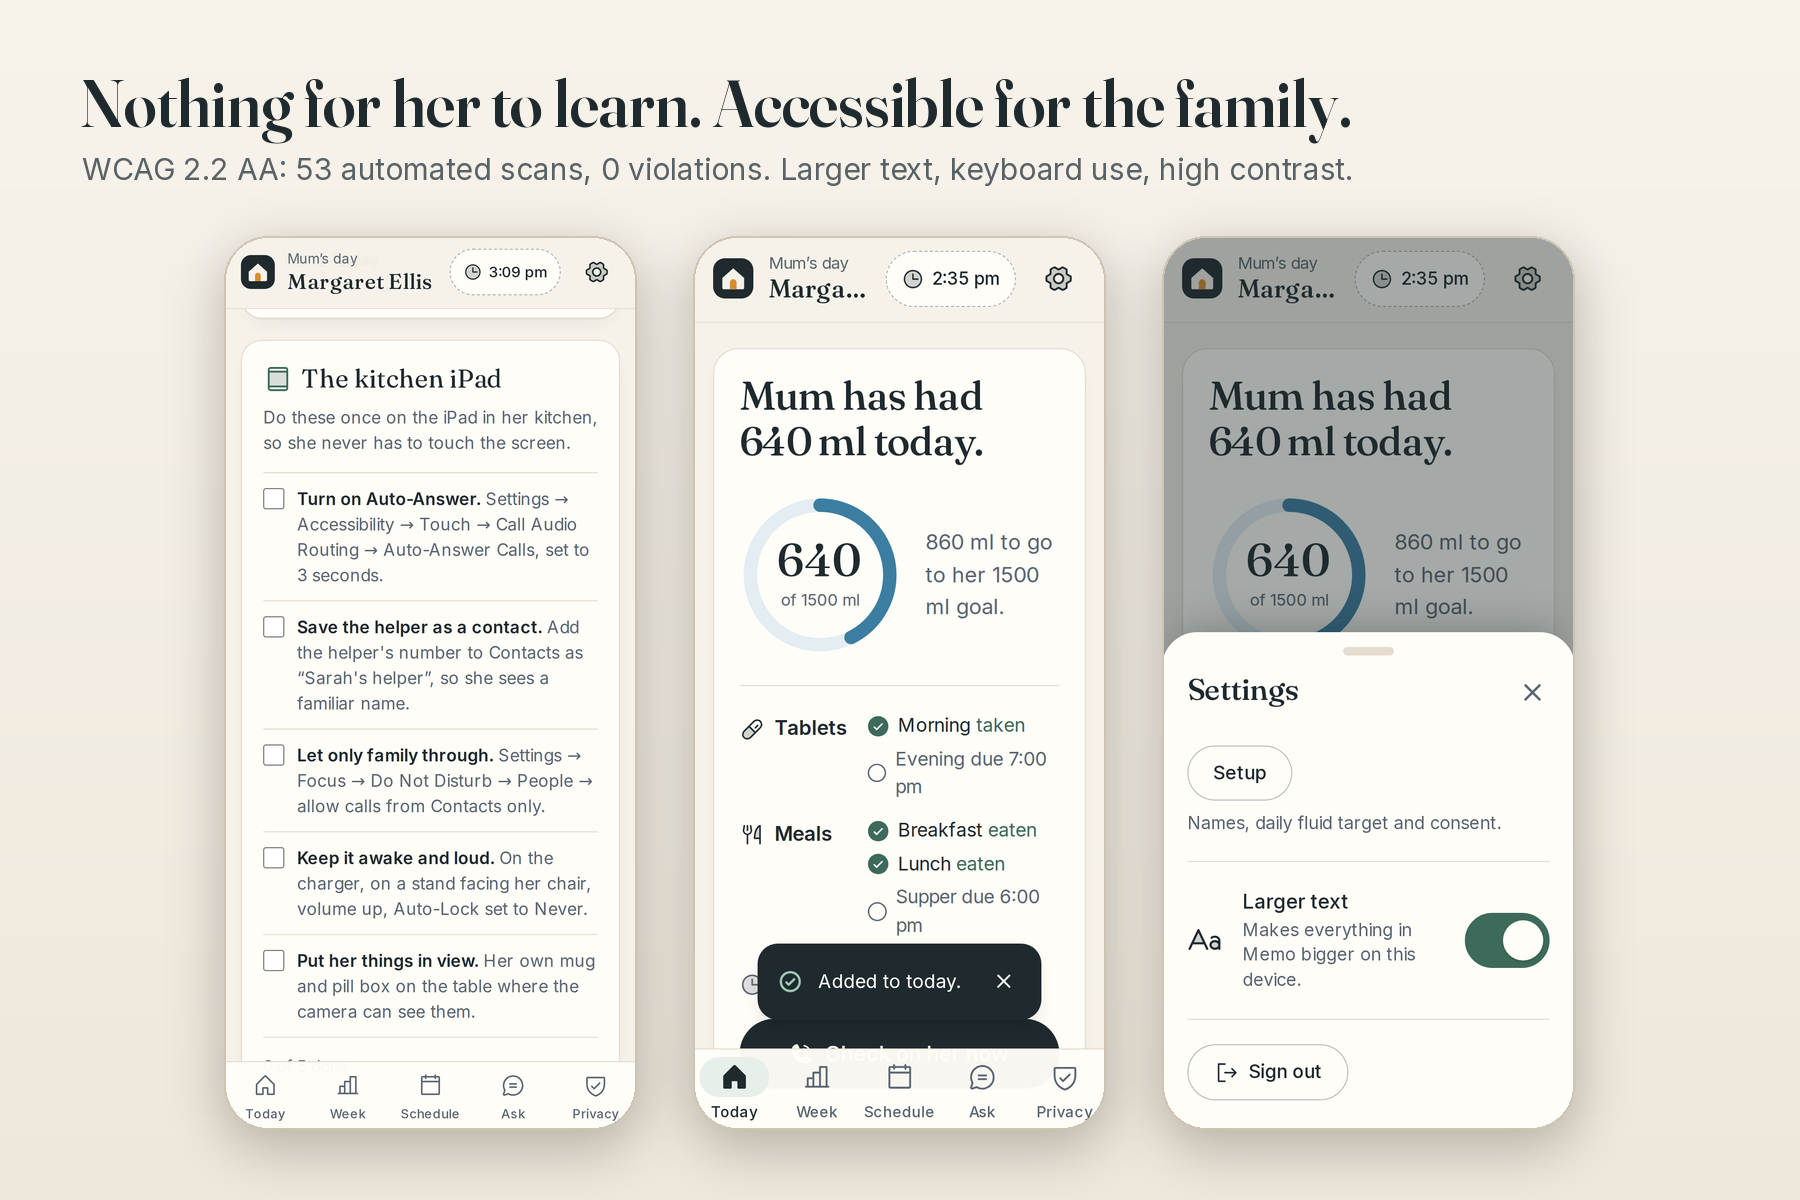 Nothing for her to learn. Accessible for the family.
WCAG 2.2 AA: 53 automated scans, 0 violations. Larger text, keyboard use, high contrast.
Mum's day
Margaret Ellis
3:09 pm
The kitchen iPad
Do these once on the iPad in her kitchen,
so she never has to touch the screen.
Turn on Auto-Answer. Settings →
Accessibility → Touch → Call Audio
Routing → Auto-Answer Calls, set to
3 seconds.
Save the helper as a contact. Add
the helper's number to Contacts as
“Sarah's helper”, so she sees a
familiar name.
Let only family through. Settings →
Focus → Do Not Disturb → People →
allow calls from Contacts only.
Keep it awake and loud. On the
charger, on a stand facing her chair,
volume up, Auto-Lock set to Never.
Put her things in view. Her own mug
and pill box on the table where the
camera can see them.
Today
Week
Schedule
Ask
Privacy
Mum's day
Marga...
2:35 pm
Mum has had
640 ml today.
640
of 1500 ml
860 ml to go
to her 1500
ml goal.
Tablets
Morning taken
Evening due 7:00
pm
Meals
Breakfast eaten
Lunch eaten
Supper due 6:00
pm
Added to today.
Check on her now
Today
Week
Schedule
Ask
Privacy
Mum's day
Marga...
2:35 pm
Mum has had
640 ml today.
640
of 1500 ml
860 ml to go
to her 1500
ml goal.
Settings
Setup
Names, daily fluid target and consent.
Aa
Larger text
Makes everything in
Memo bigger on this
device.
Sign out